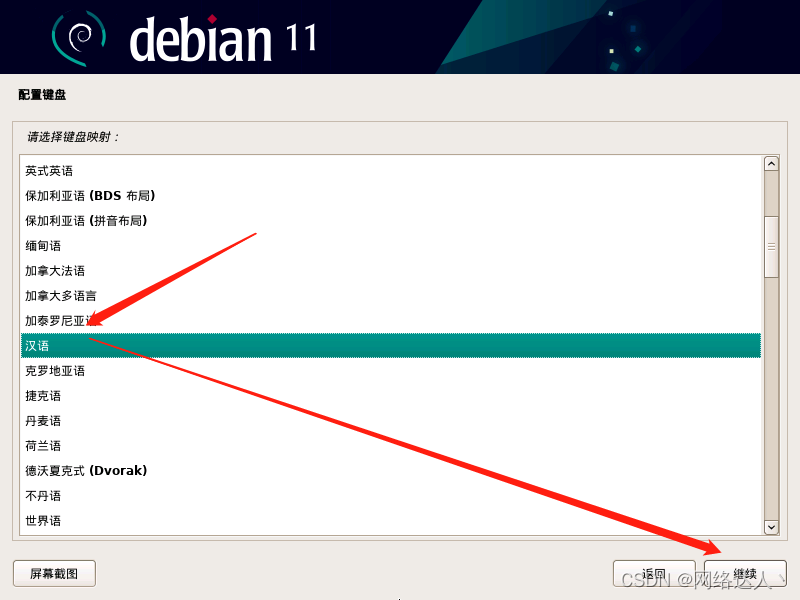 debian 11
配置键盘
请选择键盘映射：
英式英语
保加利亚语 (BDS 布局)
保加利亚语 (拼音布局)
缅甸语
加拿大法语
加拿大多语言
加泰罗尼亚语
汉语
克罗地亚语
捷克语
丹麦语
荷兰语
德沃夏克式 (Dvorak)
不丹语
世界语
屏幕截图
返回
继续
CSDN @网络达人